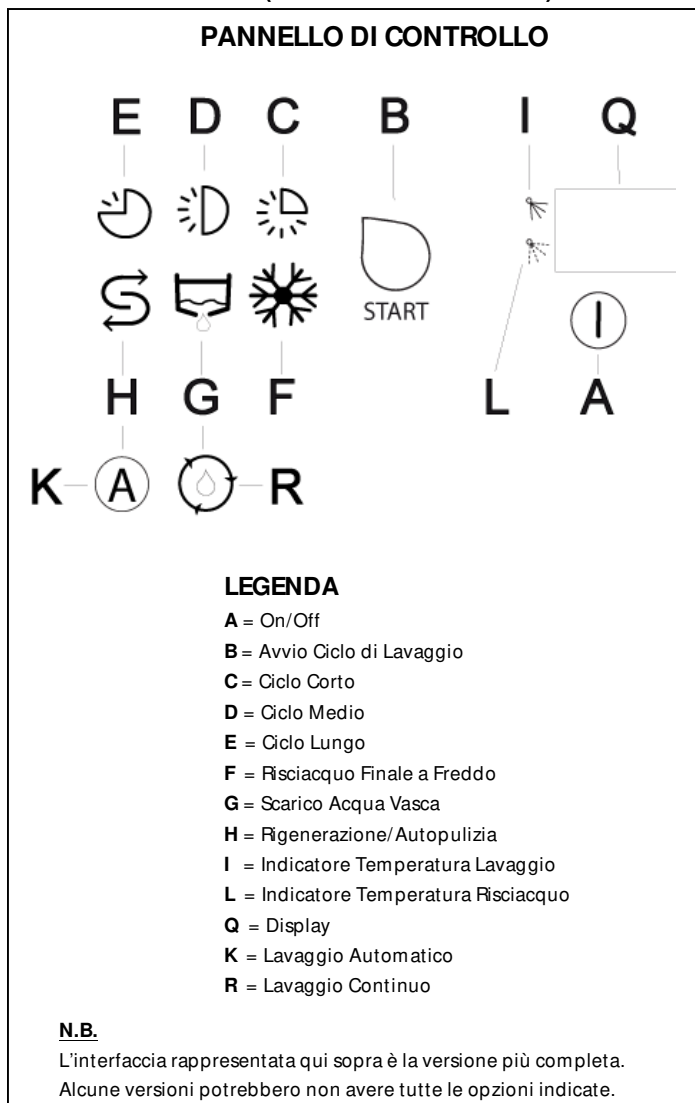 PANNELLO DI CONTROLLO
E D C B I Q
START
H G F L A
K A R
LEGENDA
A = On/Off
B = Avvio Ciclo di Lavaggio
C = Ciclo Corto
D = Ciclo Medio
E = Ciclo Lungo
F = Risciacquo Finale a Freddo
G = Scarico Acqua Vasca
H = Rigenerazione/Autopulizia
I = Indicatore Temperatura Lavaggio
L = Indicatore Temperatura Risciacquo
Q = Display
K = Lavaggio Automatico
R = Lavaggio Continuo
N.B.
L'interfaccia rappresentata qui sopra è la versione più completa.
Alcune versioni potrebbero non avere tutte le opzioni indicate.